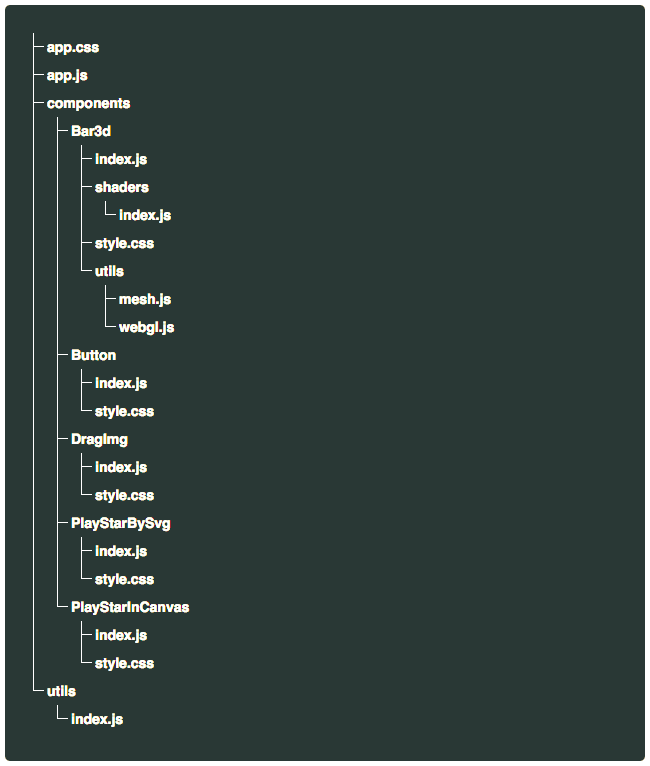 app.css
app.js
components
Bar3d
index.js
shaders
index.js
style.css
utils
mesh.js
webgl.js
Button
index.js
style.css
DragImg
index.js
style.css
PlayStarBySvg
index.js
style.css
PlayStarInCanvas
index.js
style.css
utils
index.js